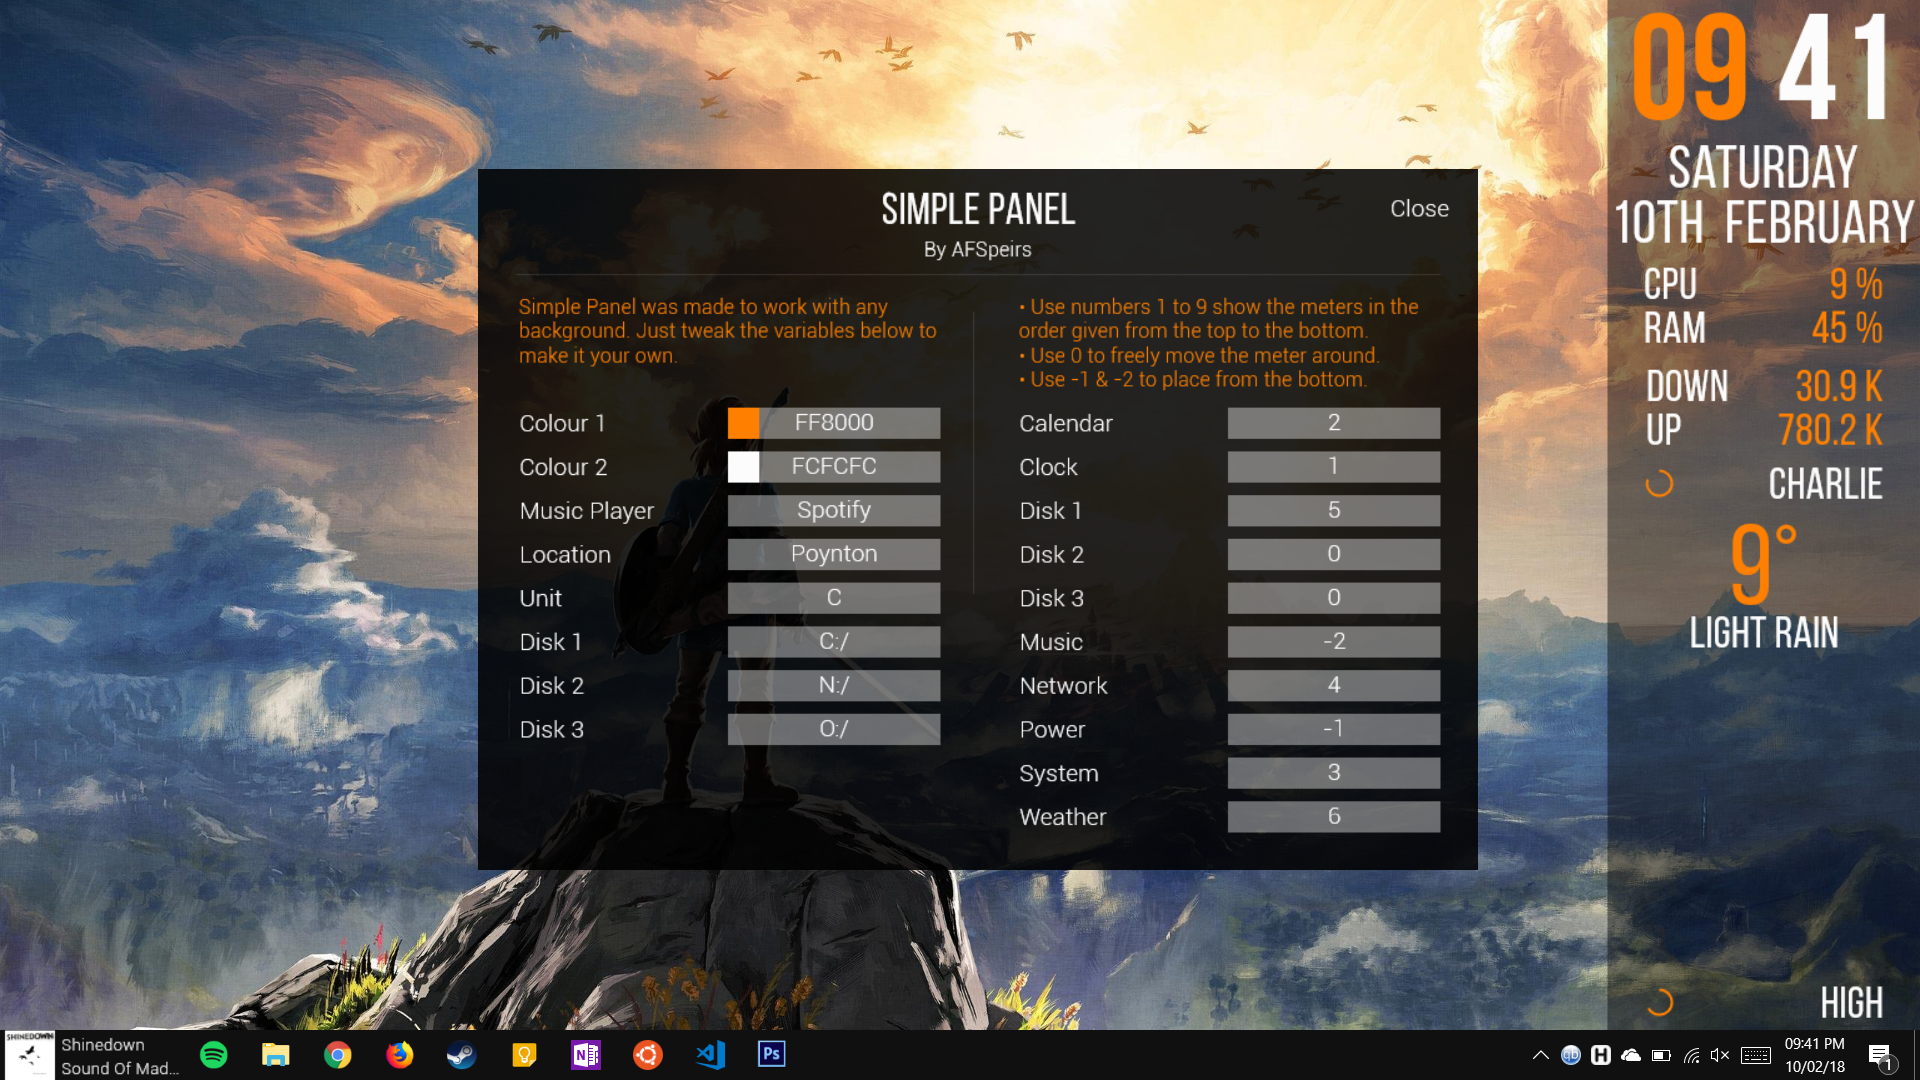 SIMPLE PANEL
Close
By AFSpeirs
Simple Panel was made to work with any
background. Just tweak the variables below to
make it your own.
• Use numbers 1 to 9 show the meters in the
order given from the top to the bottom.
• Use 0 to freely move the meter around.
• Use -1 & -2 to place from the bottom.
Colour 1 FF8000
Colour 2 FCFCFC
Music Player Spotify
Location Poynton
Unit C
Disk 1 C:/
Disk 2 N:/
Disk 3 O:/
Calendar 2
Clock 1
Disk 1 5
Disk 2 0
Disk 3 0
Music -2
Network 4
Power -1
System 3
Weather 6
09 41
SATURDAY
10TH FEBRUARY
CPU 9 %
RAM 45 %
DOWN 30.9 K
UP 780.2 K
CHARLIE
9°
LIGHT RAIN
HIGH
SHINEDOWN
Shinedown
Sound Of Mad...
N
Ps
H
09:41 PM
10/02/18
1